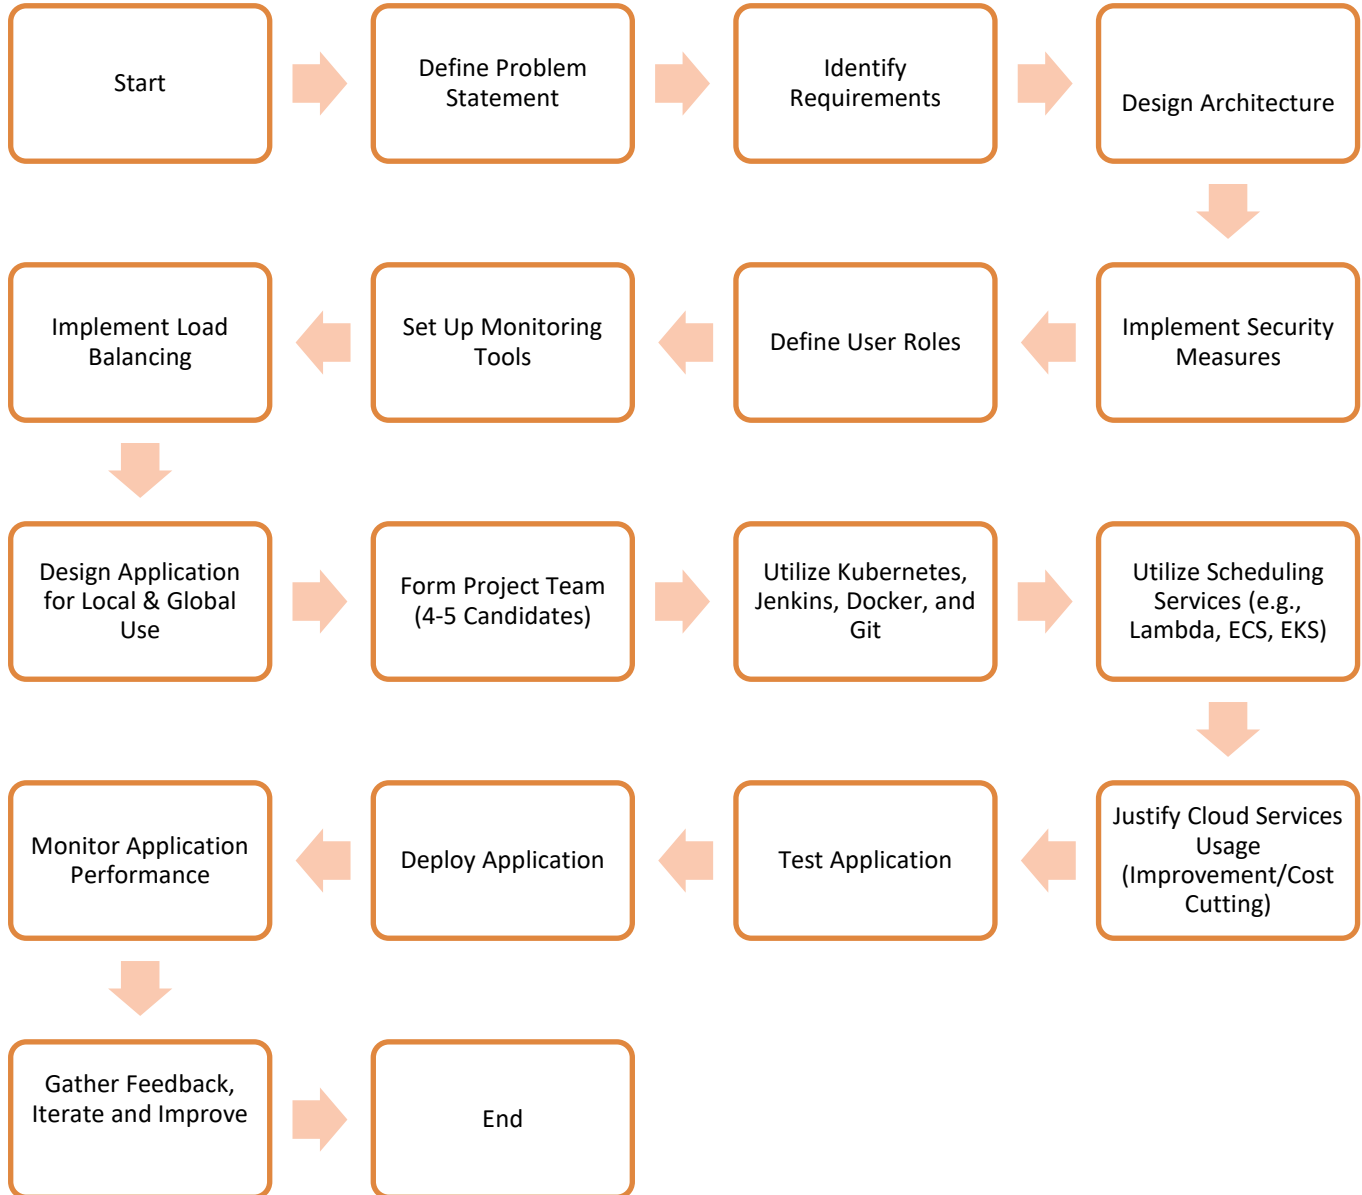 Start
Define Problem
Statement
Identify
Requirements
Design Architecture
Implement Security
Measures
Define User Roles
Set Up Monitoring
Tools
Implement Load
Balancing
Design Application
for Local & Global
Use
Form Project Team
(4-5 Candidates)
Utilize Kubernetes,
Jenkins, Docker, and
Git
Utilize Scheduling
Services (e.g.,
Lambda, ECS, EKS)
Justify Cloud Services
Usage
(Improvement/Cost
Cutting)
Test Application
Deploy Application
Monitor Application
Performance
Gather Feedback,
Iterate and Improve
End